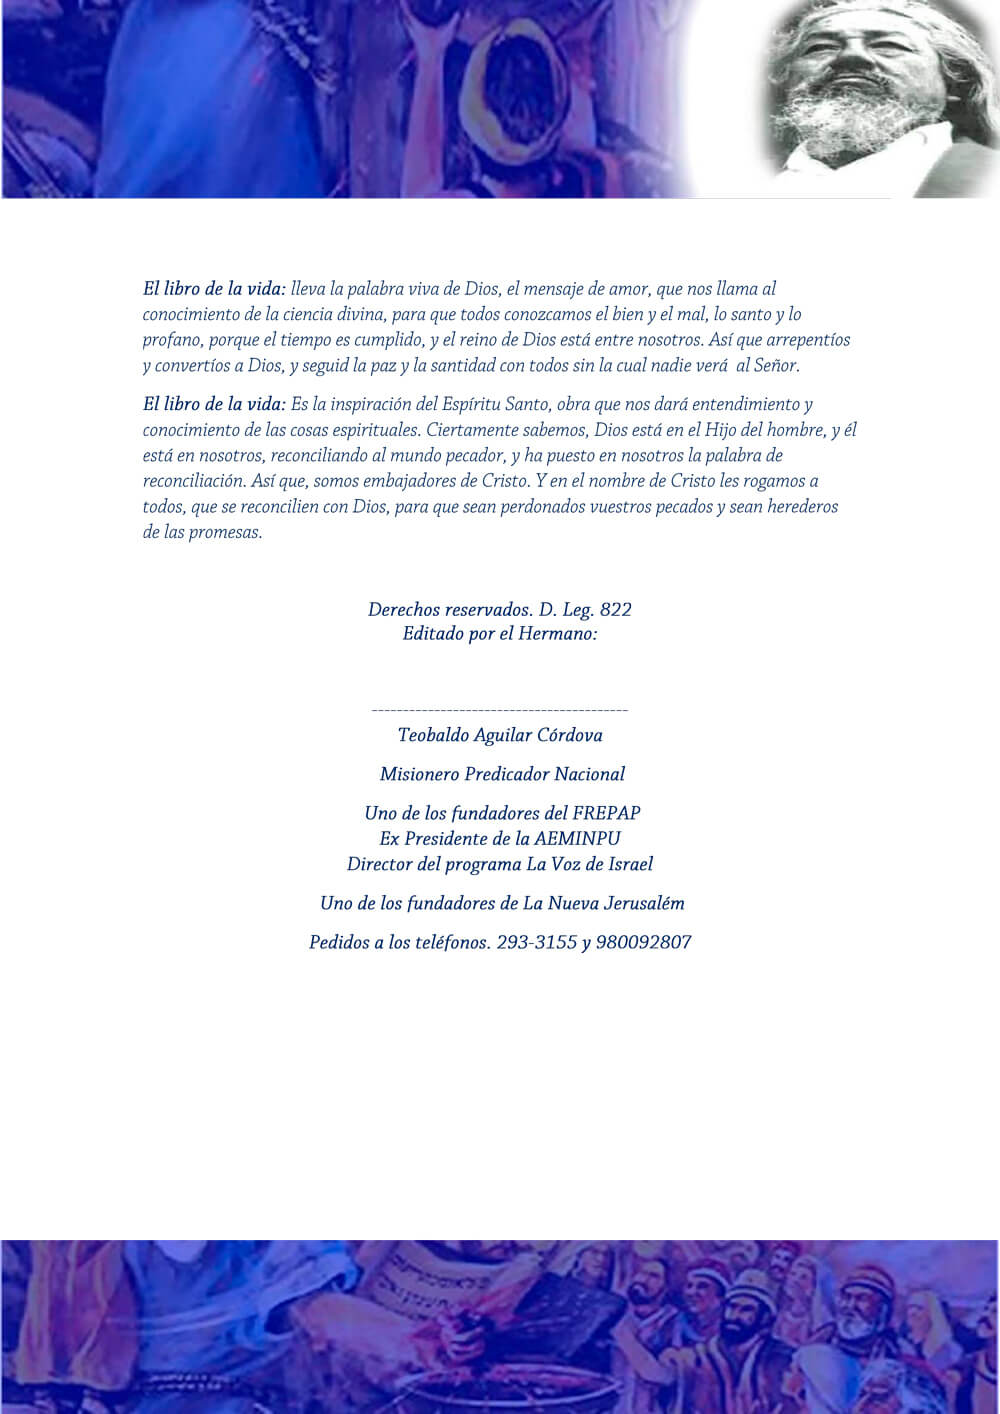 El libro de la vida: lleva la palabra viva de Dios, el mensaje de amor, que nos llama al
conocimiento de la ciencia divina, para que todos conozcamos el bien y el mal, lo santo y lo
profano, porque el tiempo es cumplido, y el reino de Dios está entre nosotros. Así que arrepentíos
y convertíos a Dios, y seguid la paz y la santidad con todos sin la cual nadie verá  al Señor.
El libro de la vida: Es la inspiración del Espíritu Santo, obra que nos dará entendimiento y
conocimiento de las cosas espirituales. Ciertamente sabemos, Dios está en el Hijo del hombre, y él
está en nosotros, reconciliando al mundo pecador, y ha puesto en nosotros la palabra de
reconciliación. Así que, somos embajadores de Cristo. Y en el nombre de Cristo les rogamos a
todos, que se reconcilien con Dios, para que sean perdonados vuestros pecados y sean herederos
de las promesas.
Derechos reservados. D. Leg. 822
Editado por el Hermano:
-----------------------------------------
Teobaldo Aguilar Córdova
Misionero Predicador Nacional
Uno de los fundadores del FREPAP
Ex Presidente de la AEMINPU
Director del programa La Voz de Israel
Uno de los fundadores de La Nueva Jerusalém
Pedidos a los teléfonos. 293-3155 y 980092807